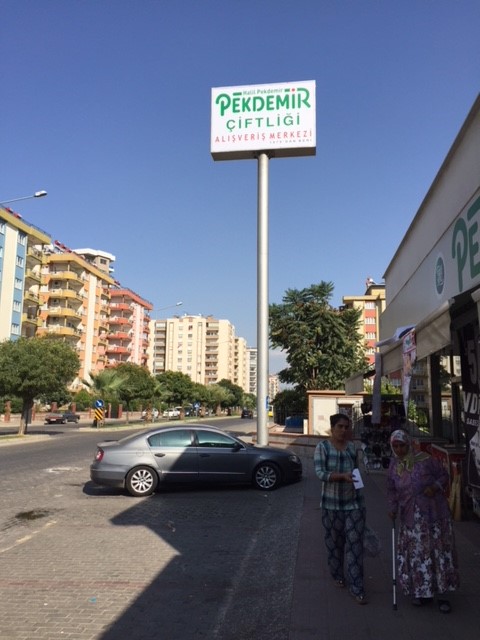 Halil Pekdemir
PEKDEMİR
ÇİFTLİĞİ
ALIŞVERİŞ MERKEZİ